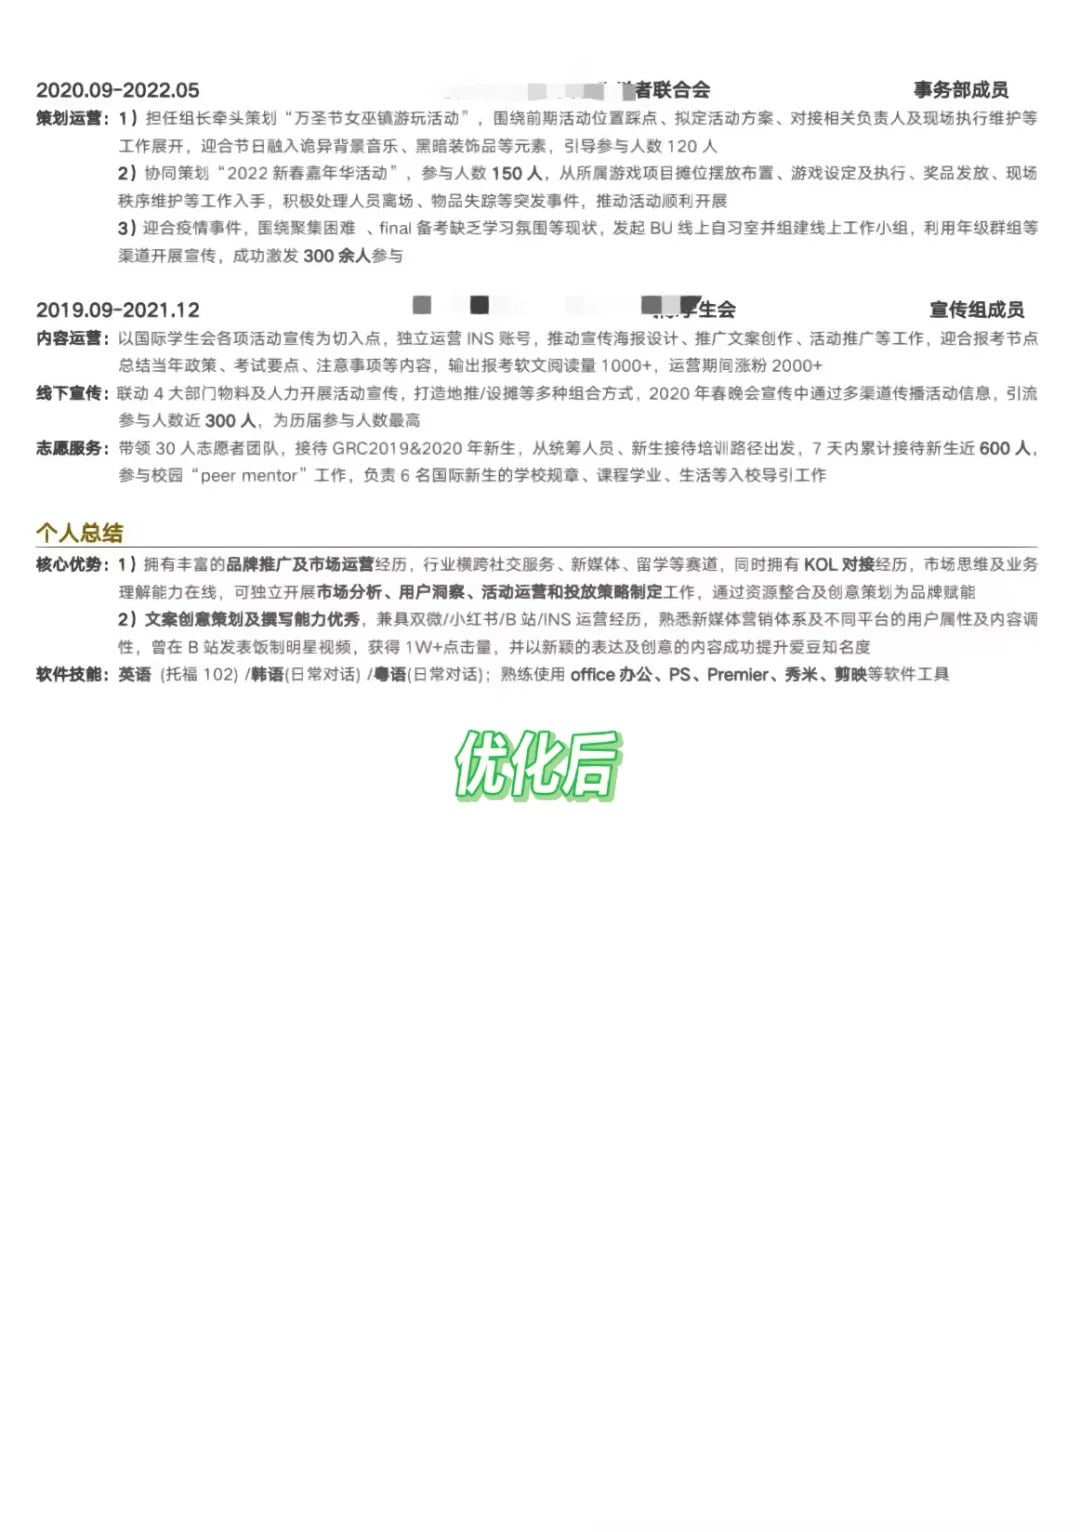 2020.09-2022.05 者联合会 事务部成员
策划运营：1）担任组长牵头策划“万圣节女巫镇游玩活动”，围绕前期活动位置踩点、拟定活动方案、对接相关负责人及现场执行维护等
工作展开，迎合节日融入诡异背景音乐、黑暗装饰品等元素，引导参与人数 120 人
2）协同策划“2022 新春嘉年华活动”，参与人数 150 人，从所属游戏项目摊位摆放布置、游戏设定及执行、奖品发放、现场
秩序维护等工作入手，积极处理人员离场、物品失踪等突发事件，推动活动顺利开展
3）迎合疫情事件，围绕聚集困难 、final 备考缺乏学习氛围等现状，发起 BU 线上自习室并组建线上工作小组，利用年级群组等
渠道开展宣传，成功激发 300 余人参与
2019.09-2021.12 学生会 宣传组成员
内容运营：以国际学生会各项活动宣传为切入点，独立运营 INS 账号，推动宣传海报设计、推广文案创作、活动推广等工作，迎合报考节点
总结当年政策、考试要点、注意事项等内容，输出报考软文阅读量 1000+，运营期间涨粉 2000+
线下宣传：联动 4 大部门物料及人力开展活动宣传，打造地推/设摊等多种组合方式，2020 年春晚会宣传中通过多渠道传播活动信息，引流
参与人数近 300 人，为历届参与人数最高
志愿服务：带领 30 人志愿者团队，接待 GRC2019&2020 年新生，从统筹人员、新生接待培训路径出发，7 天内累计接待新生近 600 人，
参与校园“peer mentor”工作，负责 6 名国际新生的学校规章、课程学业、生活等入校导引工作
个人总结
核心优势：1）拥有丰富的品牌推广及市场运营经历，行业横跨社交服务、新媒体、留学等赛道，同时拥有 KOL 对接经历，市场思维及业务
理解能力在线，可独立开展市场分析、用户洞察、活动运营和投放策略制定工作，通过资源整合及创意策划为品牌赋能
2）文案创意策划及撰写能力优秀，兼具双微/小红书/B 站/INS 运营经历，熟悉新媒体营销体系及不同平台的用户属性及内容调
性，曾在 B 站发表饭制明星视频，获得 1W+点击量，并以新颖的表达及创意的内容成功提升爱豆知名度
软件技能：英语 (托福 102) /韩语(日常对话) /粤语(日常对话)；熟练使用 office 办公、PS、Premier、秀米、剪映等软件工具
优化后